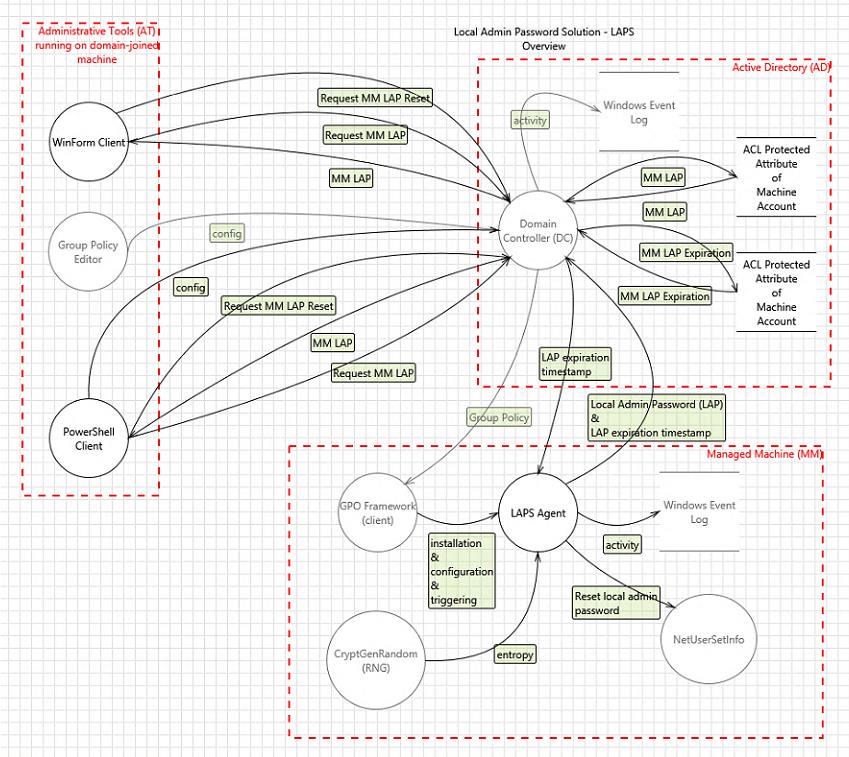 Local Admin Password Solution - LAPS
Overview
Administrative Tools (AT)
running on domain-joined
machine
WinForm Client
Group Policy
Editor
PowerShell
Client
Request MM LAP Reset
Request MM LAP
MM LAP
config
config
Request MM LAP Reset
MM LAP
Request MM LAP
Active Directory (AD)
activity
Windows Event
Log
Domain
Controller (DC)
MM LAP
MM LAP
ACL Protected
Attribute
of
Machine
Account
MM LAP Expiration
MM LAP Expiration
ACL Protected
Attribute
of
Machine
Account
LAP expiration
timestamp
Group Policy
Local Admin Password (LAP)
&
LAP expiration timestamp
Managed Machine (MM)
GPO Framework
(client)
LAPS Agent
Windows Event
Log
installation
&
configuration
&
triggering
activity
Reset local admin
password
NetUserSetInfo
CryptGenRandom
(RNG)
entropy